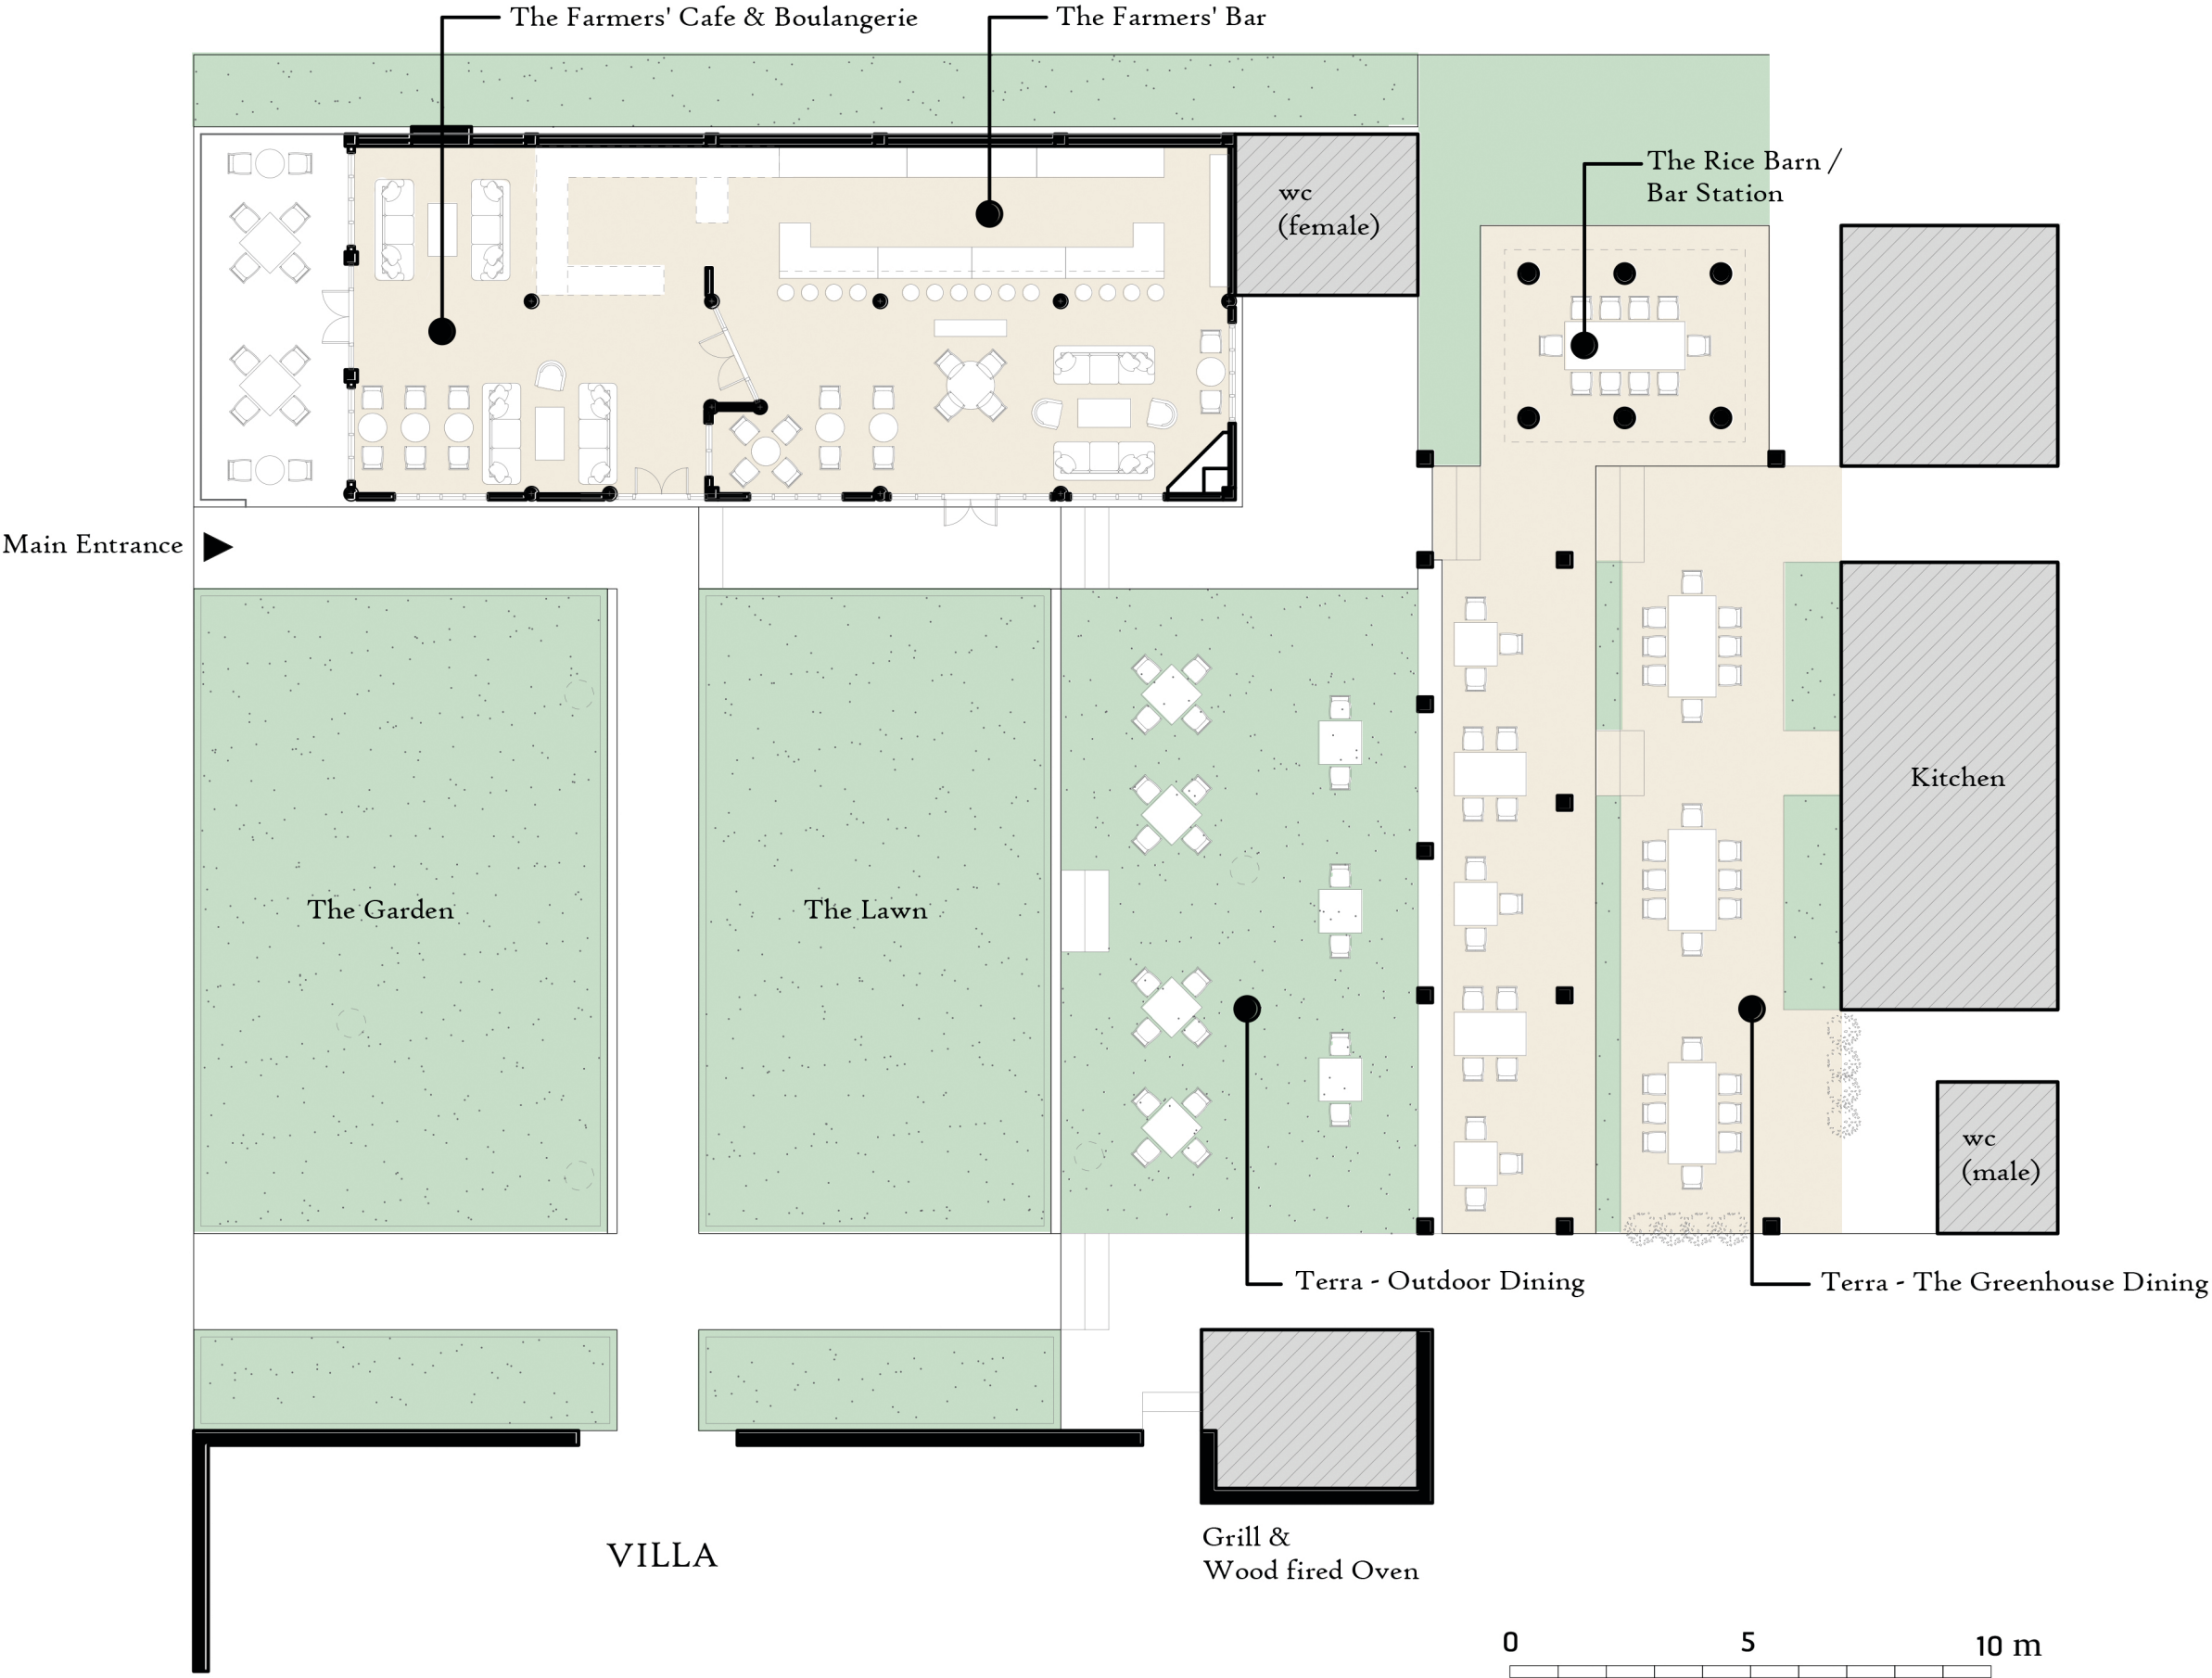 The Farmers' Cafe & Boulangerie
The Farmers' Bar
The Rice Barn /
Bar Station
wc
(female)
Main Entrance
Kitchen
The Garden
The Lawn
wc
(male)
Terra - Outdoor Dining
Terra - The Greenhouse Dining
Grill &
Wood fired Oven
VILLA
0 5 10 m